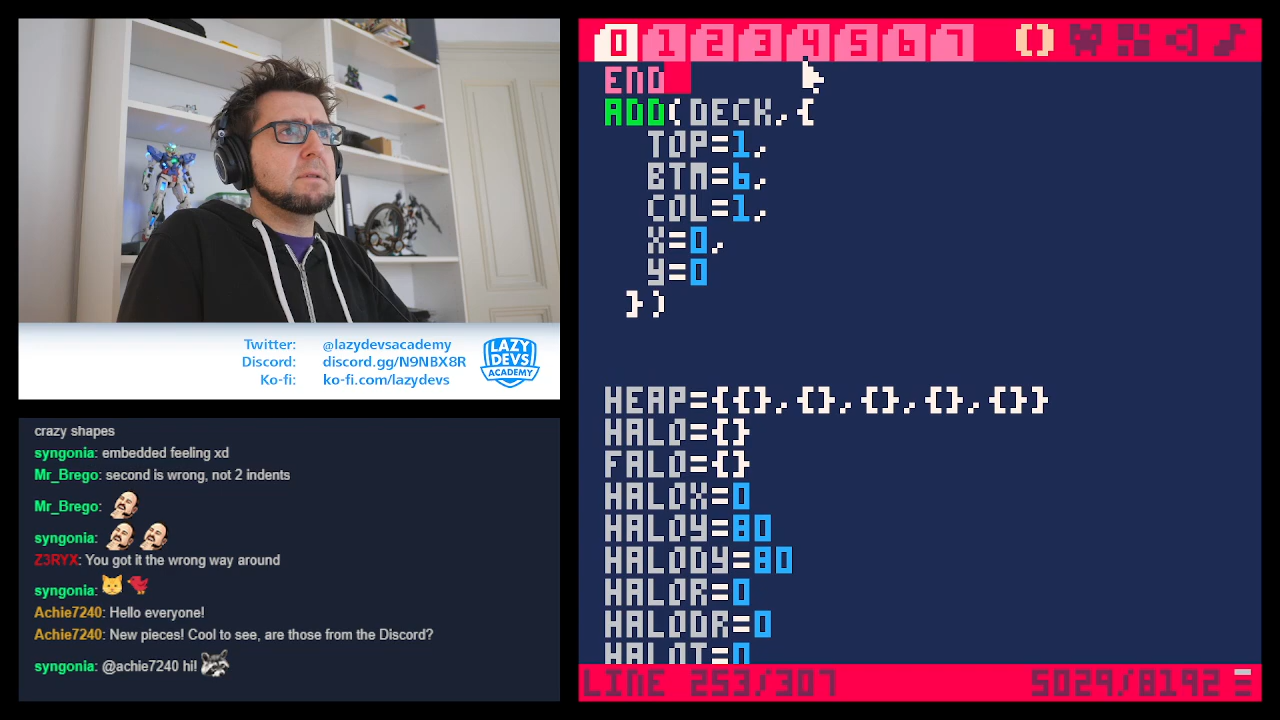 Twitter: @lazydevsacademy
Discord: discord.gg/N9NBX8R
Ko-fi: ko-fi.com/lazydevs
LAZY
DEVS
ACADEMY
crazy shapes
syngonia: embedded feeling xd
Mr_Brego: second is wrong, not 2 indents
Mr_Brego:
syngonia:
Z3RYX: You got it the wrong way around
syngonia:
Achie7240: Hello everyone!
Achie7240: New pieces! Cool to see, are those from the Discord?
syngonia: @achie7240 hi!
0 1 2 3 4 5 6 7 ()
END
ADD(DECK,{
TOP=1,
BTM=6,
COL=1,
X=0,
Y=0
})
HEAP={{},{},{},{},{}}
HALO={}
FALO={}
HALOX=0
HALOY=80
HALODY=80
HALOR=0
HALODR=0
HALOT=0
LINE 253/307
5029/8192